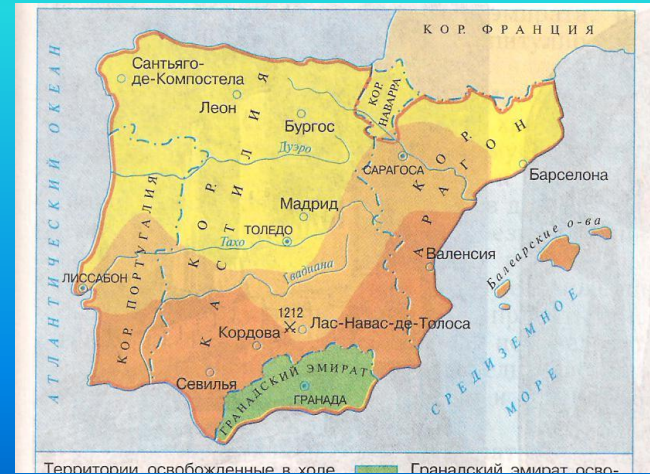 КОР. ФРАНЦИЯ
АТЛАНТИЧЕСКИЙ ОКЕАН
Сантьяго-
де-Компостела
Леон
Бургос
КОР.
НАВАРРА
Дуэро
САРАГОСА
КОР.
АРАГОН
Барселона
КОР. ПОРТУГАЛИЯ
КОР.
КАСТИЛИЯ
Мадрид
ТОЛЕДО
Тахо
Гвадиана
Валенсия
Балеарские о-ва
ЛИССАБОН
1212
Лас-Навас-де-Толоса
Кордова
Севилья
ГРАНАДСКИЙ ЭМИРАТ
ГРАНАДА
СРЕДИЗЕМНОЕ
МОРЕ
Территории, освобожденные в ходе
Гранадский эмират, осво-